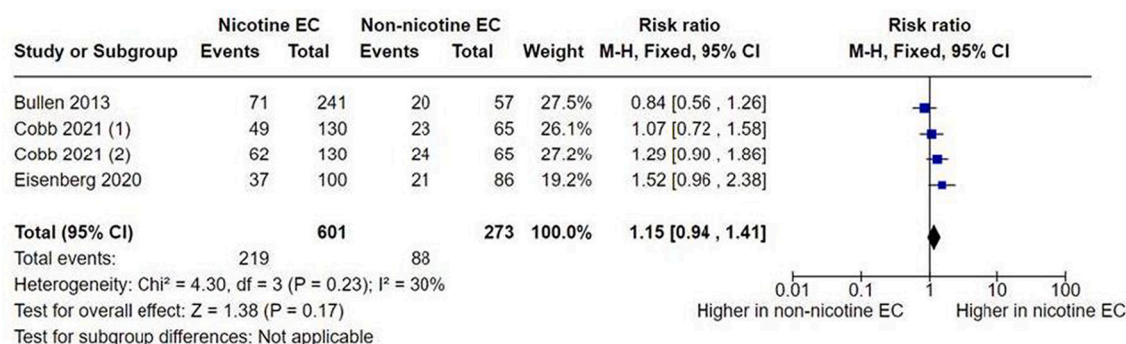 Nicotine EC Non-nicotine EC Risk ratio Risk ratio
Study or Subgroup Events Total Events Total Weight M-H, Fixed, 95% CI M-H, Fixed, 95% CI
Bullen 2013 71 241 20 57 27.5% 0.84 [0.56 , 1.26]
Cobb 2021 (1) 49 130 23 65 26.1% 1.07 [0.72 , 1.58]
Cobb 2021 (2) 62 130 24 65 27.2% 1.29 [0.90 , 1.86]
Eisenberg 2020 37 100 21 86 19.2% 1.52 [0.96 , 2.38]
Total (95% CI) 601 273 100.0% 1.15 [0.94 , 1.41]
Total events: 219 88
Heterogeneity: Chi² = 4.30, df = 3 (P = 0.23); I² = 30%
Test for overall effect: Z = 1.38 (P = 0.17)
Test for subgroup differences: Not applicable
0.01 0.1 1 10 100
Higher in non-nicotine EC Higher in nicotine EC